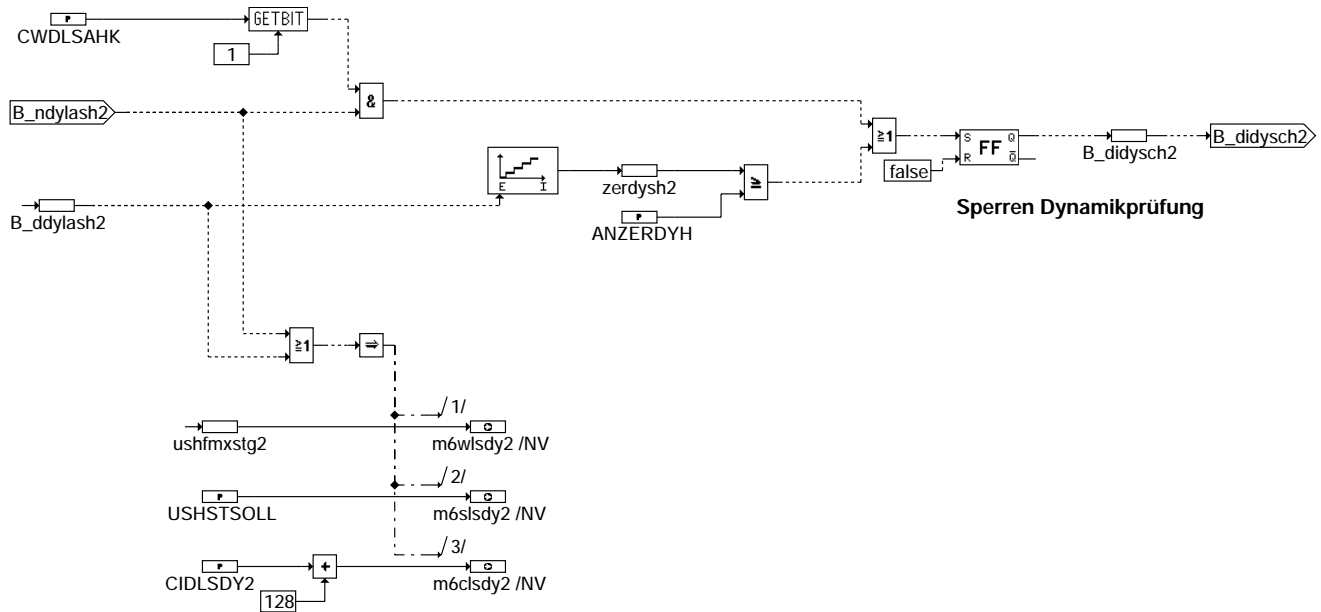 P
GETBIT
CWDLSAHK
1
B_ndylash2
&
≥1
S Q
FF
R Q̅
B_didysch2
B_didysch2
false
E I
zerdysh2
≥
P
ANZERDYH
B_ddylash2
Sperren Dynamikprüfung
≥1
⇒
/1/
ushfmxstg2
m6wlsdy2 /NV
/2/
P
USHSTSOLL
m6slsdy2 /NV
/3/
P
+
CIDLSDY2
m6clsdy2 /NV
128